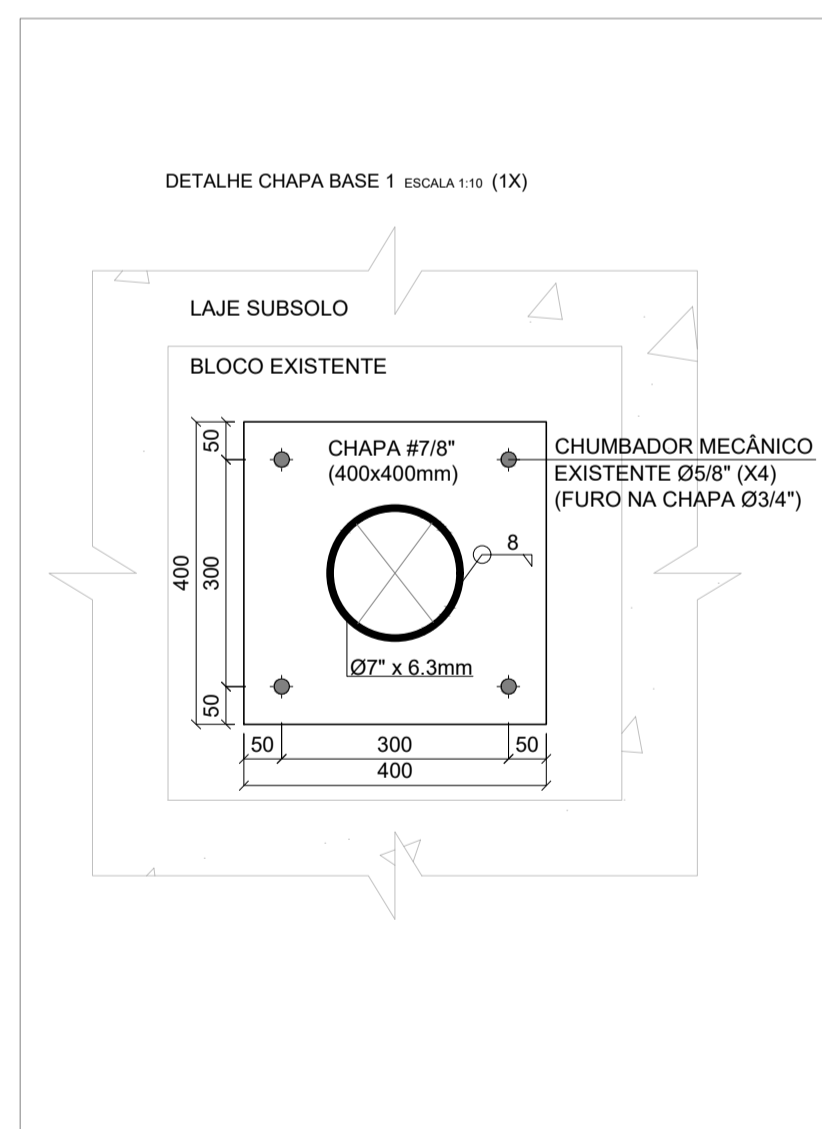 DETALHE CHAPA BASE 1 ESCALA 1:10 (1X)
LAJE SUBSOLO
BLOCO EXISTENTE
50
CHAPA #7/8"
(400x400mm)
CHUMBADOR MECÂNICO
EXISTENTE Ø5/8" (X4)
(FURO NA CHAPA Ø3/4")
8
400
300
Ø7" x 6.3mm
50
50
300
50
400